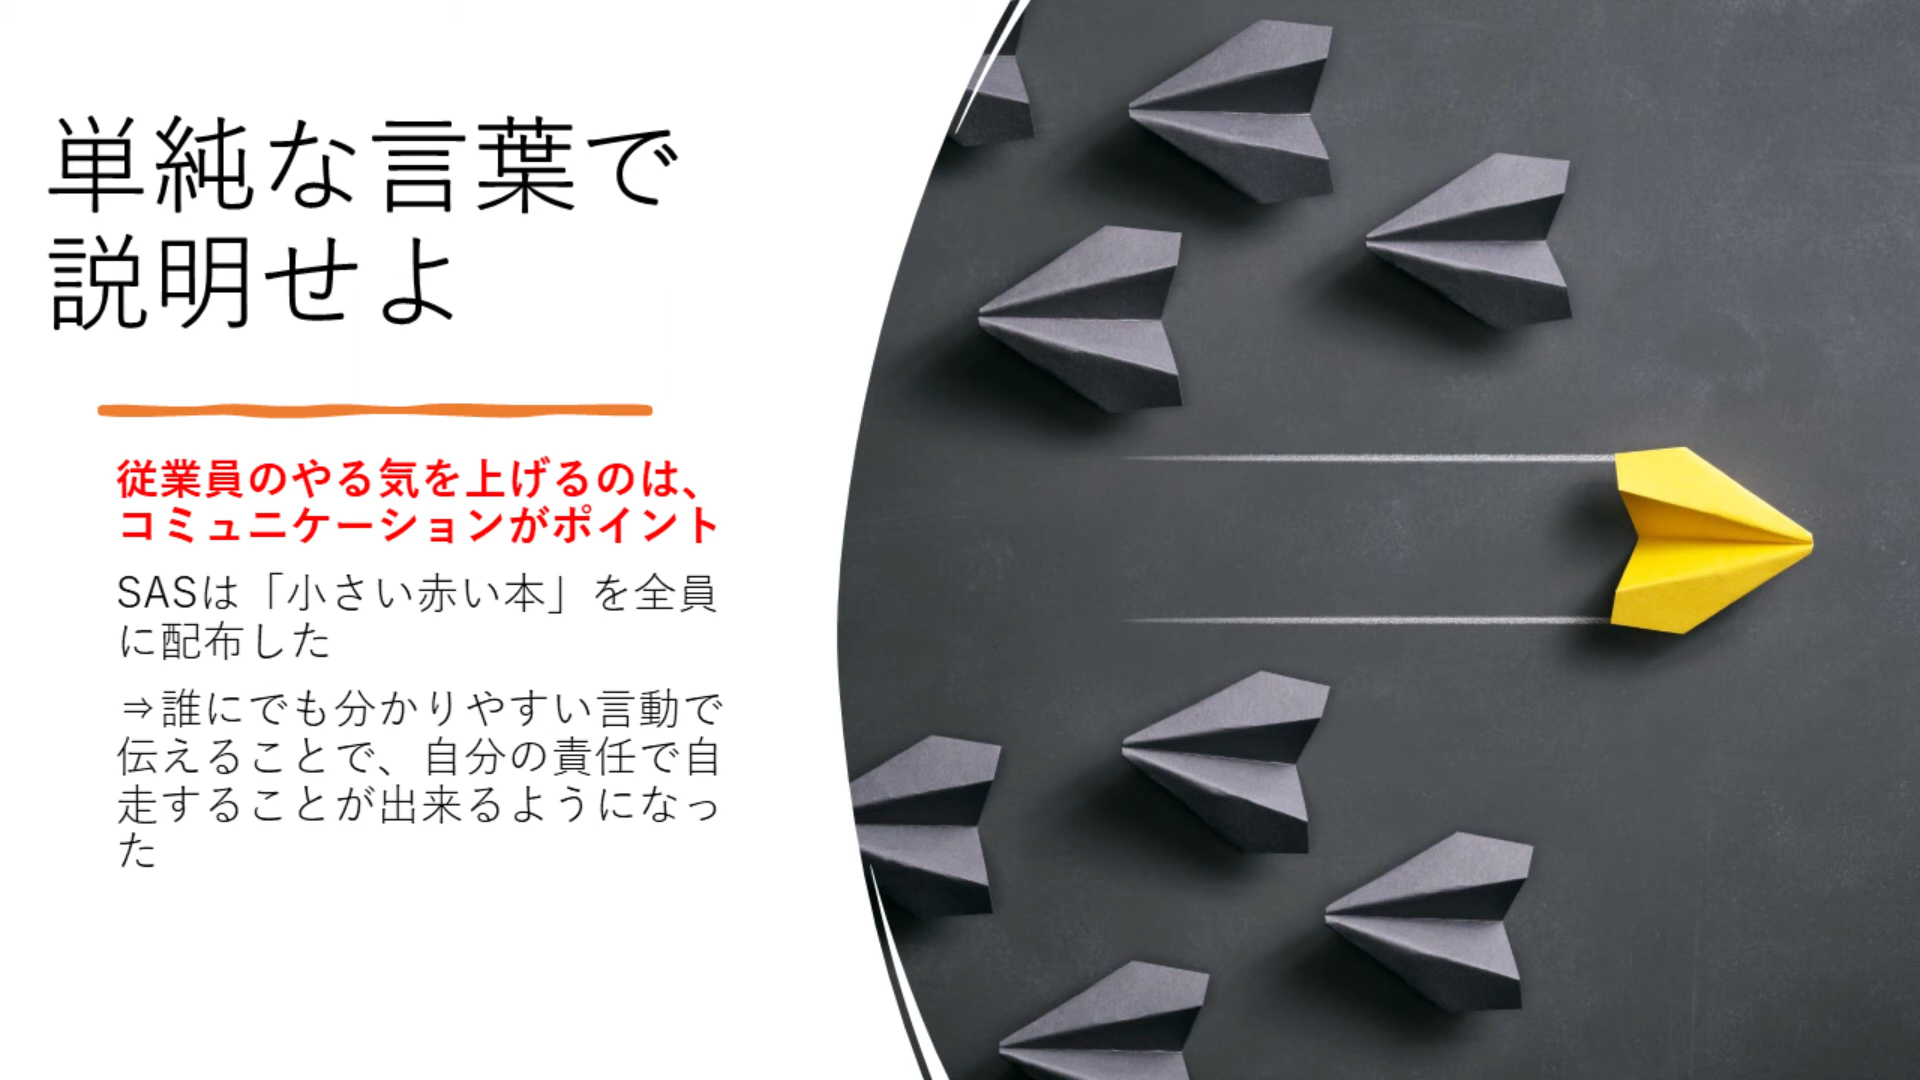 単純な言葉で
説明せよ
従業員のやる気を上げるのは、
コミュニケーションがポイント
SASは「小さい赤い本」を全員
に配布した
⇒誰にでも分かりやすい言動で
伝えることで、自分の責任で自
走することが出来るようになっ
た